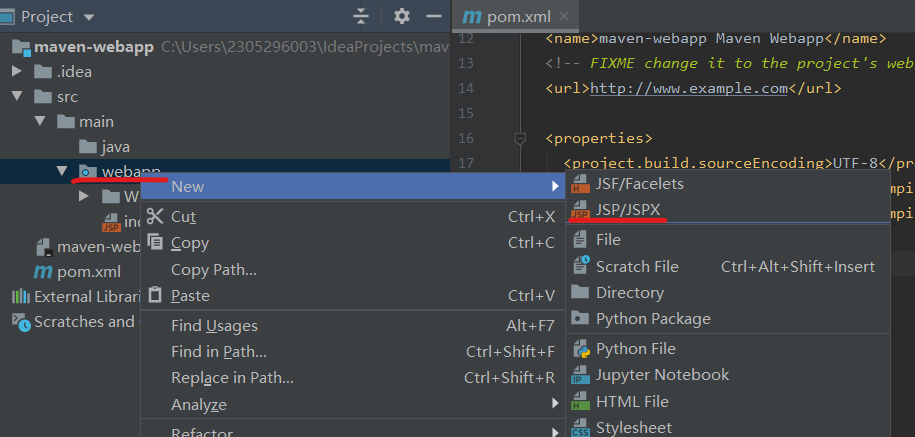 Project
maven-webapp C:\Users\2305296003\IdeaProjects\mav
.idea
src
main
java
webapp
W
JSP
maven-web
pom.xml
External Librari
Scratches and
New
Cut Ctrl+X
Copy Ctrl+C
Copy Path...
Paste Ctrl+V
Find Usages Alt+F7
Find in Path... Ctrl+Shift+F
Replace in Path... Ctrl+Shift+R
Analyze
Refactor
pom.xml
12 <name>maven-webapp Maven Webapp</name>
13 <!-- FIXME change it to the project's web
14 <url>http://www.example.com</url>
15
16 <properties>
17 <project.build.sourceEncoding>UTF-8</pr
JSF/Facelets
JSP JSP/JSPX
File
Scratch File Ctrl+Alt+Shift+Insert
Directory
Python Package
Python File
IP Jupyter Notebook
H HTML File
CSS Stylesheet